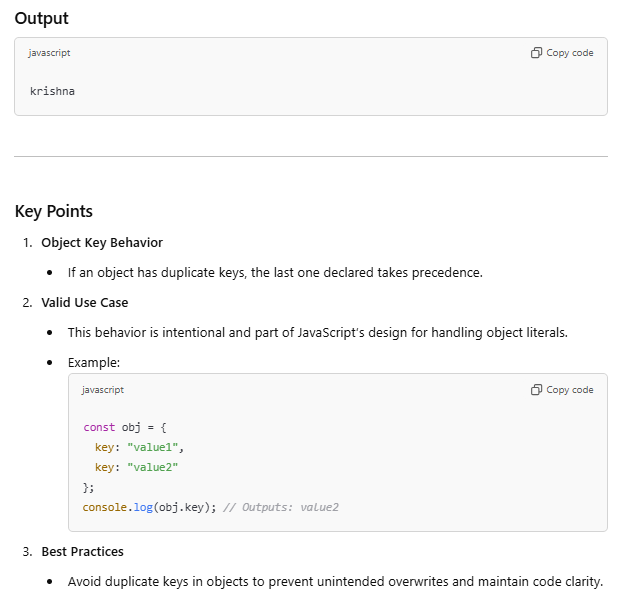 Output
javascript
Copy code
krishna
Key Points
1. Object Key Behavior
• If an object has duplicate keys, the last one declared takes precedence.
2. Valid Use Case
• This behavior is intentional and part of JavaScript's design for handling object literals.
• Example:
javascript
Copy code
const obj = {
  key: "value1",
  key: "value2"
};
console.log(obj.key); // Outputs: value2
3. Best Practices
• Avoid duplicate keys in objects to prevent unintended overwrites and maintain code clarity.